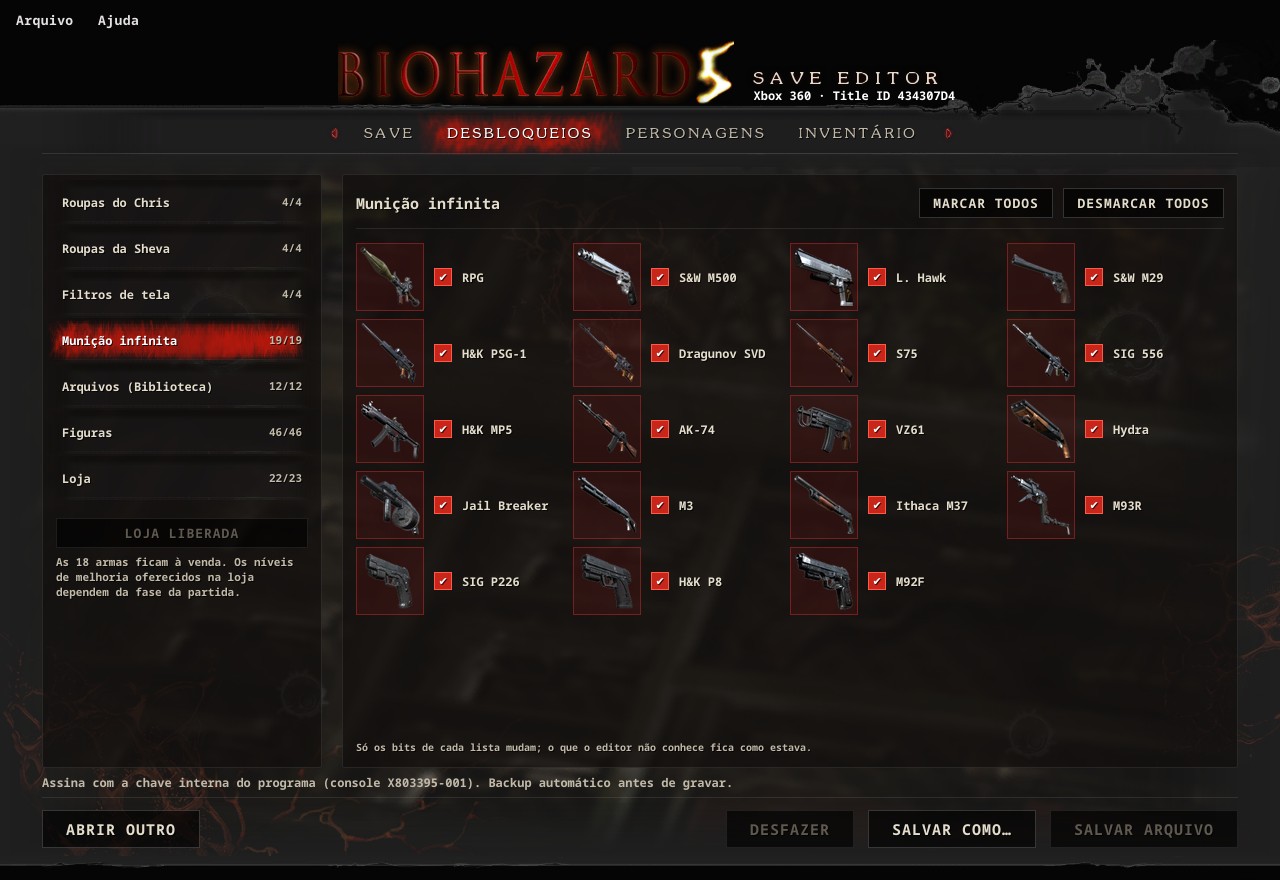 Arquivo Ajuda
BIOHAZARD 5 SAVE EDITOR
Xbox 360 · Title ID 434307D4
SAVE DESBLOQUEIOS PERSONAGENS INVENTÁRIO
Roupas do Chris 4/4
Roupas da Sheva 4/4
Filtros de tela 4/4
Munição infinita 19/19
Arquivos (Biblioteca) 12/12
Figuras 46/46
Loja 22/23
LOJA LIBERADA
As 18 armas ficam à venda. Os níveis
de melhoria oferecidos na loja
dependem da fase da partida.
Munição infinita MARCAR TODOS DESMARCAR TODOS
RPG S&W M500 L. Hawk S&W M29
H&K PSG-1 Dragunov SVD S75 SIG 556
H&K MP5 AK-74 VZ61 Hydra
Jail Breaker M3 Ithaca M37 M93R
SIG P226 H&K P8 M92F
Só os bits de cada lista mudam; o que o editor não conhece fica como estava.
Assina com a chave interna do programa (console X803395-001). Backup automático antes de gravar.
ABRIR OUTRO DESFAZER SALVAR COMO… SALVAR ARQUIVO